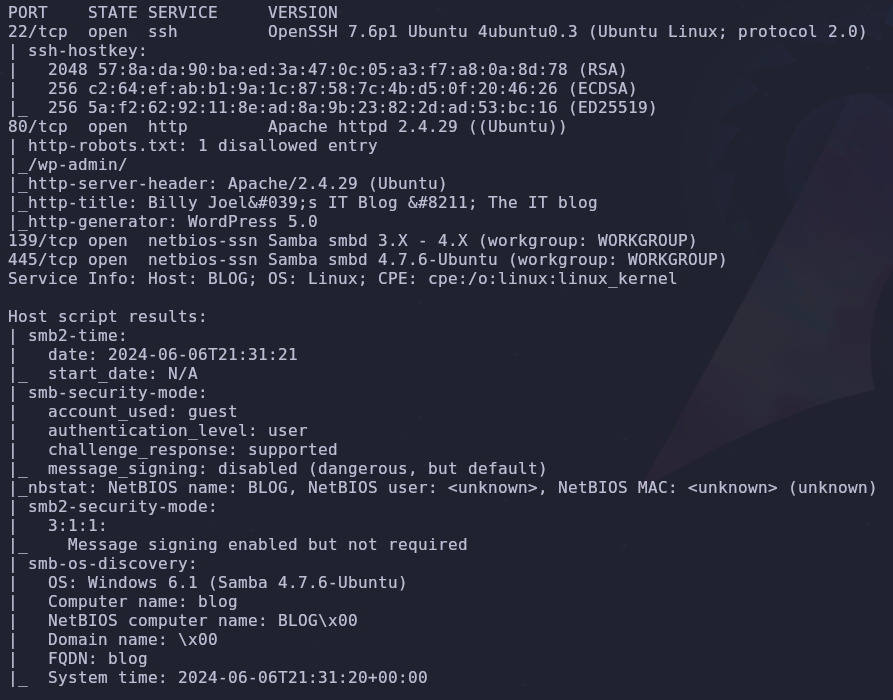 PORT    STATE SERVICE     VERSION
22/tcp  open  ssh         OpenSSH 7.6p1 Ubuntu 4ubuntu0.3 (Ubuntu Linux; protocol 2.0)
| ssh-hostkey:
|   2048 57:8a:da:90:ba:ed:3a:47:0c:05:a3:f7:a8:0a:8d:78 (RSA)
|   256 c2:64:ef:ab:b1:9a:1c:87:58:7c:4b:d5:0f:20:46:26 (ECDSA)
|_  256 5a:f2:62:92:11:8e:ad:8a:9b:23:82:2d:ad:53:bc:16 (ED25519)
80/tcp  open  http        Apache httpd 2.4.29 ((Ubuntu))
| http-robots.txt: 1 disallowed entry
|_/wp-admin/
|_http-server-header: Apache/2.4.29 (Ubuntu)
|_http-title: Billy Joel&#039;s IT Blog &#8211; The IT blog
|_http-generator: WordPress 5.0
139/tcp open  netbios-ssn Samba smbd 3.X - 4.X (workgroup: WORKGROUP)
445/tcp open  netbios-ssn Samba smbd 4.7.6-Ubuntu (workgroup: WORKGROUP)
Service Info: Host: BLOG; OS: Linux; CPE: cpe:/o:linux:linux_kernel

Host script results:
| smb2-time:
|   date: 2024-06-06T21:31:21
|_  start_date: N/A
| smb-security-mode:
|   account_used: guest
|   authentication_level: user
|   challenge_response: supported
|_  message_signing: disabled (dangerous, but default)
|_nbstat: NetBIOS name: BLOG, NetBIOS user: <unknown>, NetBIOS MAC: <unknown> (unknown)
| smb2-security-mode:
|   3:1:1:
|_    Message signing enabled but not required
| smb-os-discovery:
|   OS: Windows 6.1 (Samba 4.7.6-Ubuntu)
|   Computer name: blog
|   NetBIOS computer name: BLOG\x00
|   Domain name: \x00
|   FQDN: blog
|_  System time: 2024-06-06T21:31:20+00:00